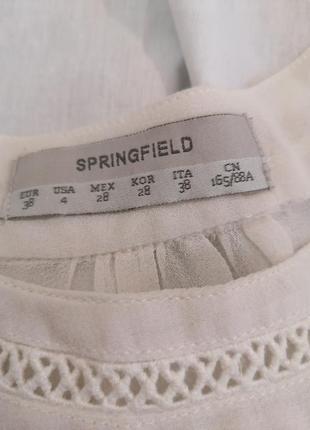 SPRINGFIELD
EUR USA MEX KOR ITA CN
38 4 28 28 38 165/88A